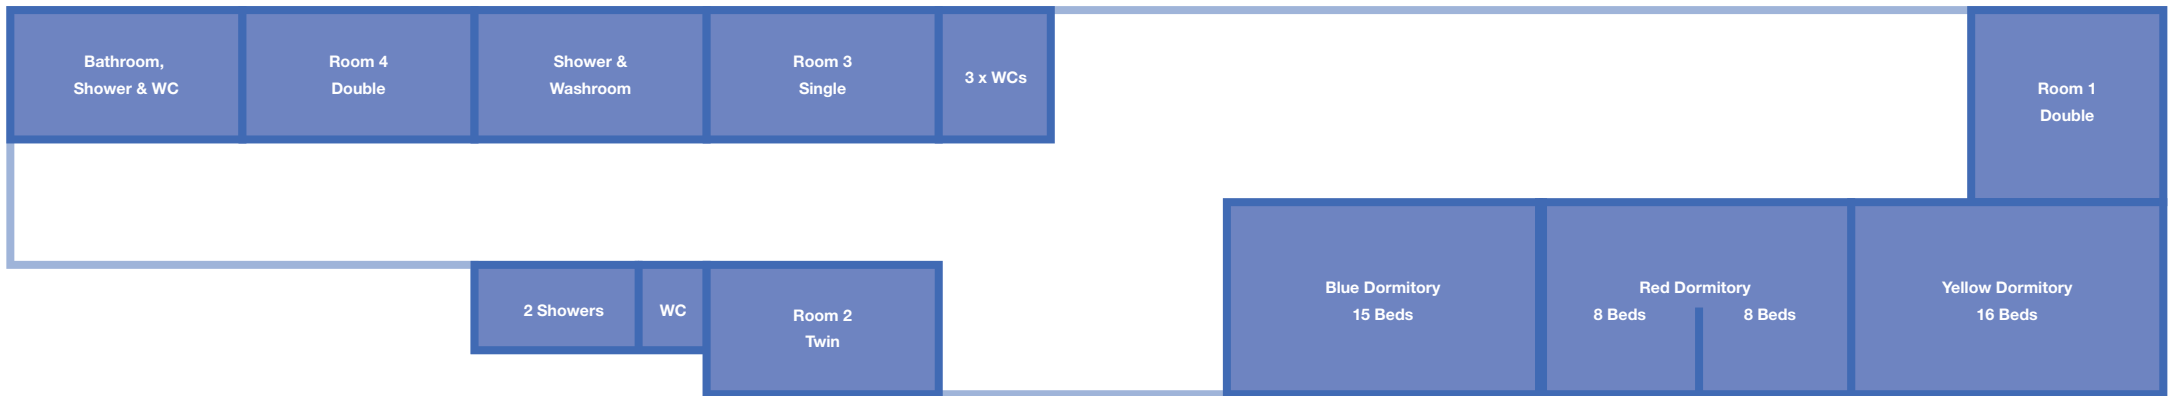 Bathroom,
Shower & WC
Room 4
Double
Shower &
Washroom
Room 3
Single
3 x WCs
Room 1
Double
2 Showers
WC
Room 2
Twin
Blue Dormitory
15 Beds
Red Dormitory
8 Beds
8 Beds
Yellow Dormitory
16 Beds